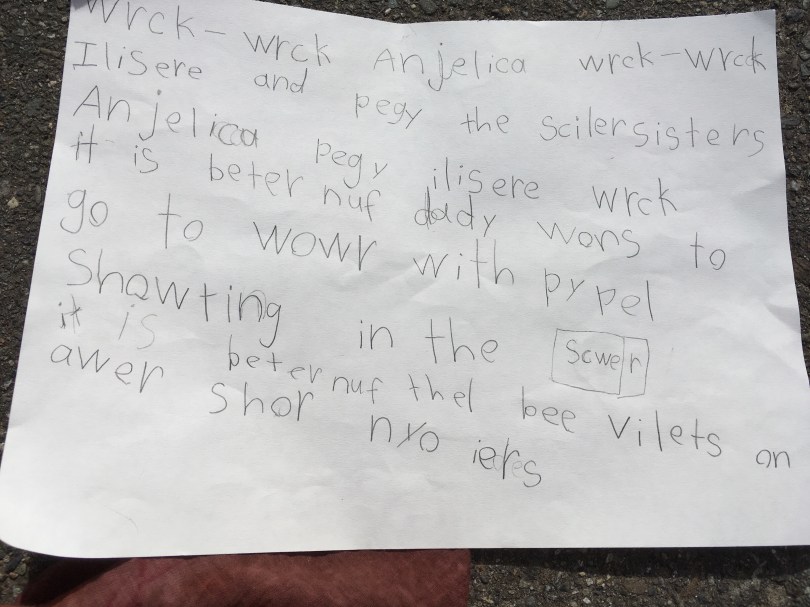 wrck- wrck Anjelica wrck-wrck
Ilisere and pegy the scilersisters
Anjelica pegy ilisere wrck
it is beter nuf dady wons to
go to wowr with pypel
Showting in the Scwer
it is beter nuf thel bee vilets on
awer shor nyo iers